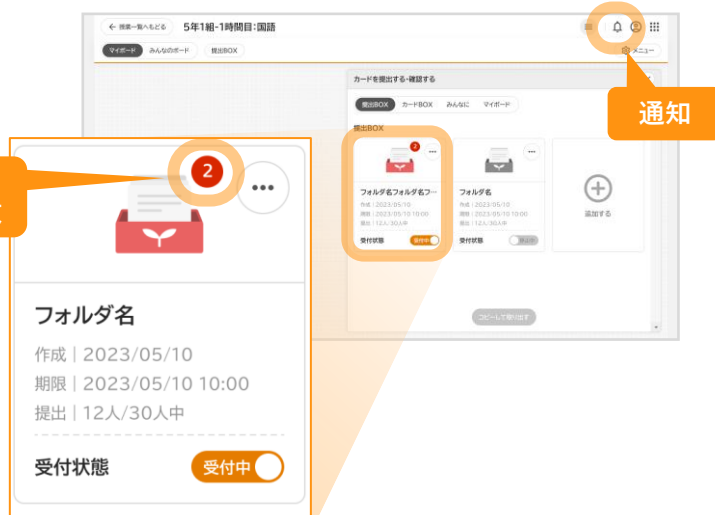 ← 授業一覧へもどる
5年1組-1時間目:国語
マイボード
みんなのボード
提出BOX
メニュー
通知
カードを提出する・確認する
提出BOX
カードBOX
みんなに
マイボード
提出BOX
2
フォルダ名フォルダ名フ…
作成|2023/05/10
期限|2023/05/10 10:00
提出|12人/30人中
受付状態
受付中
フォルダ名
作成|2023/05/10
期限|2023/05/10 10:00
提出|12人/30人中
受付状態
追加する
コピーして取り出す
2
フォルダ名
作成|2023/05/10
期限|2023/05/10 10:00
提出|12人/30人中
受付状態
受付中